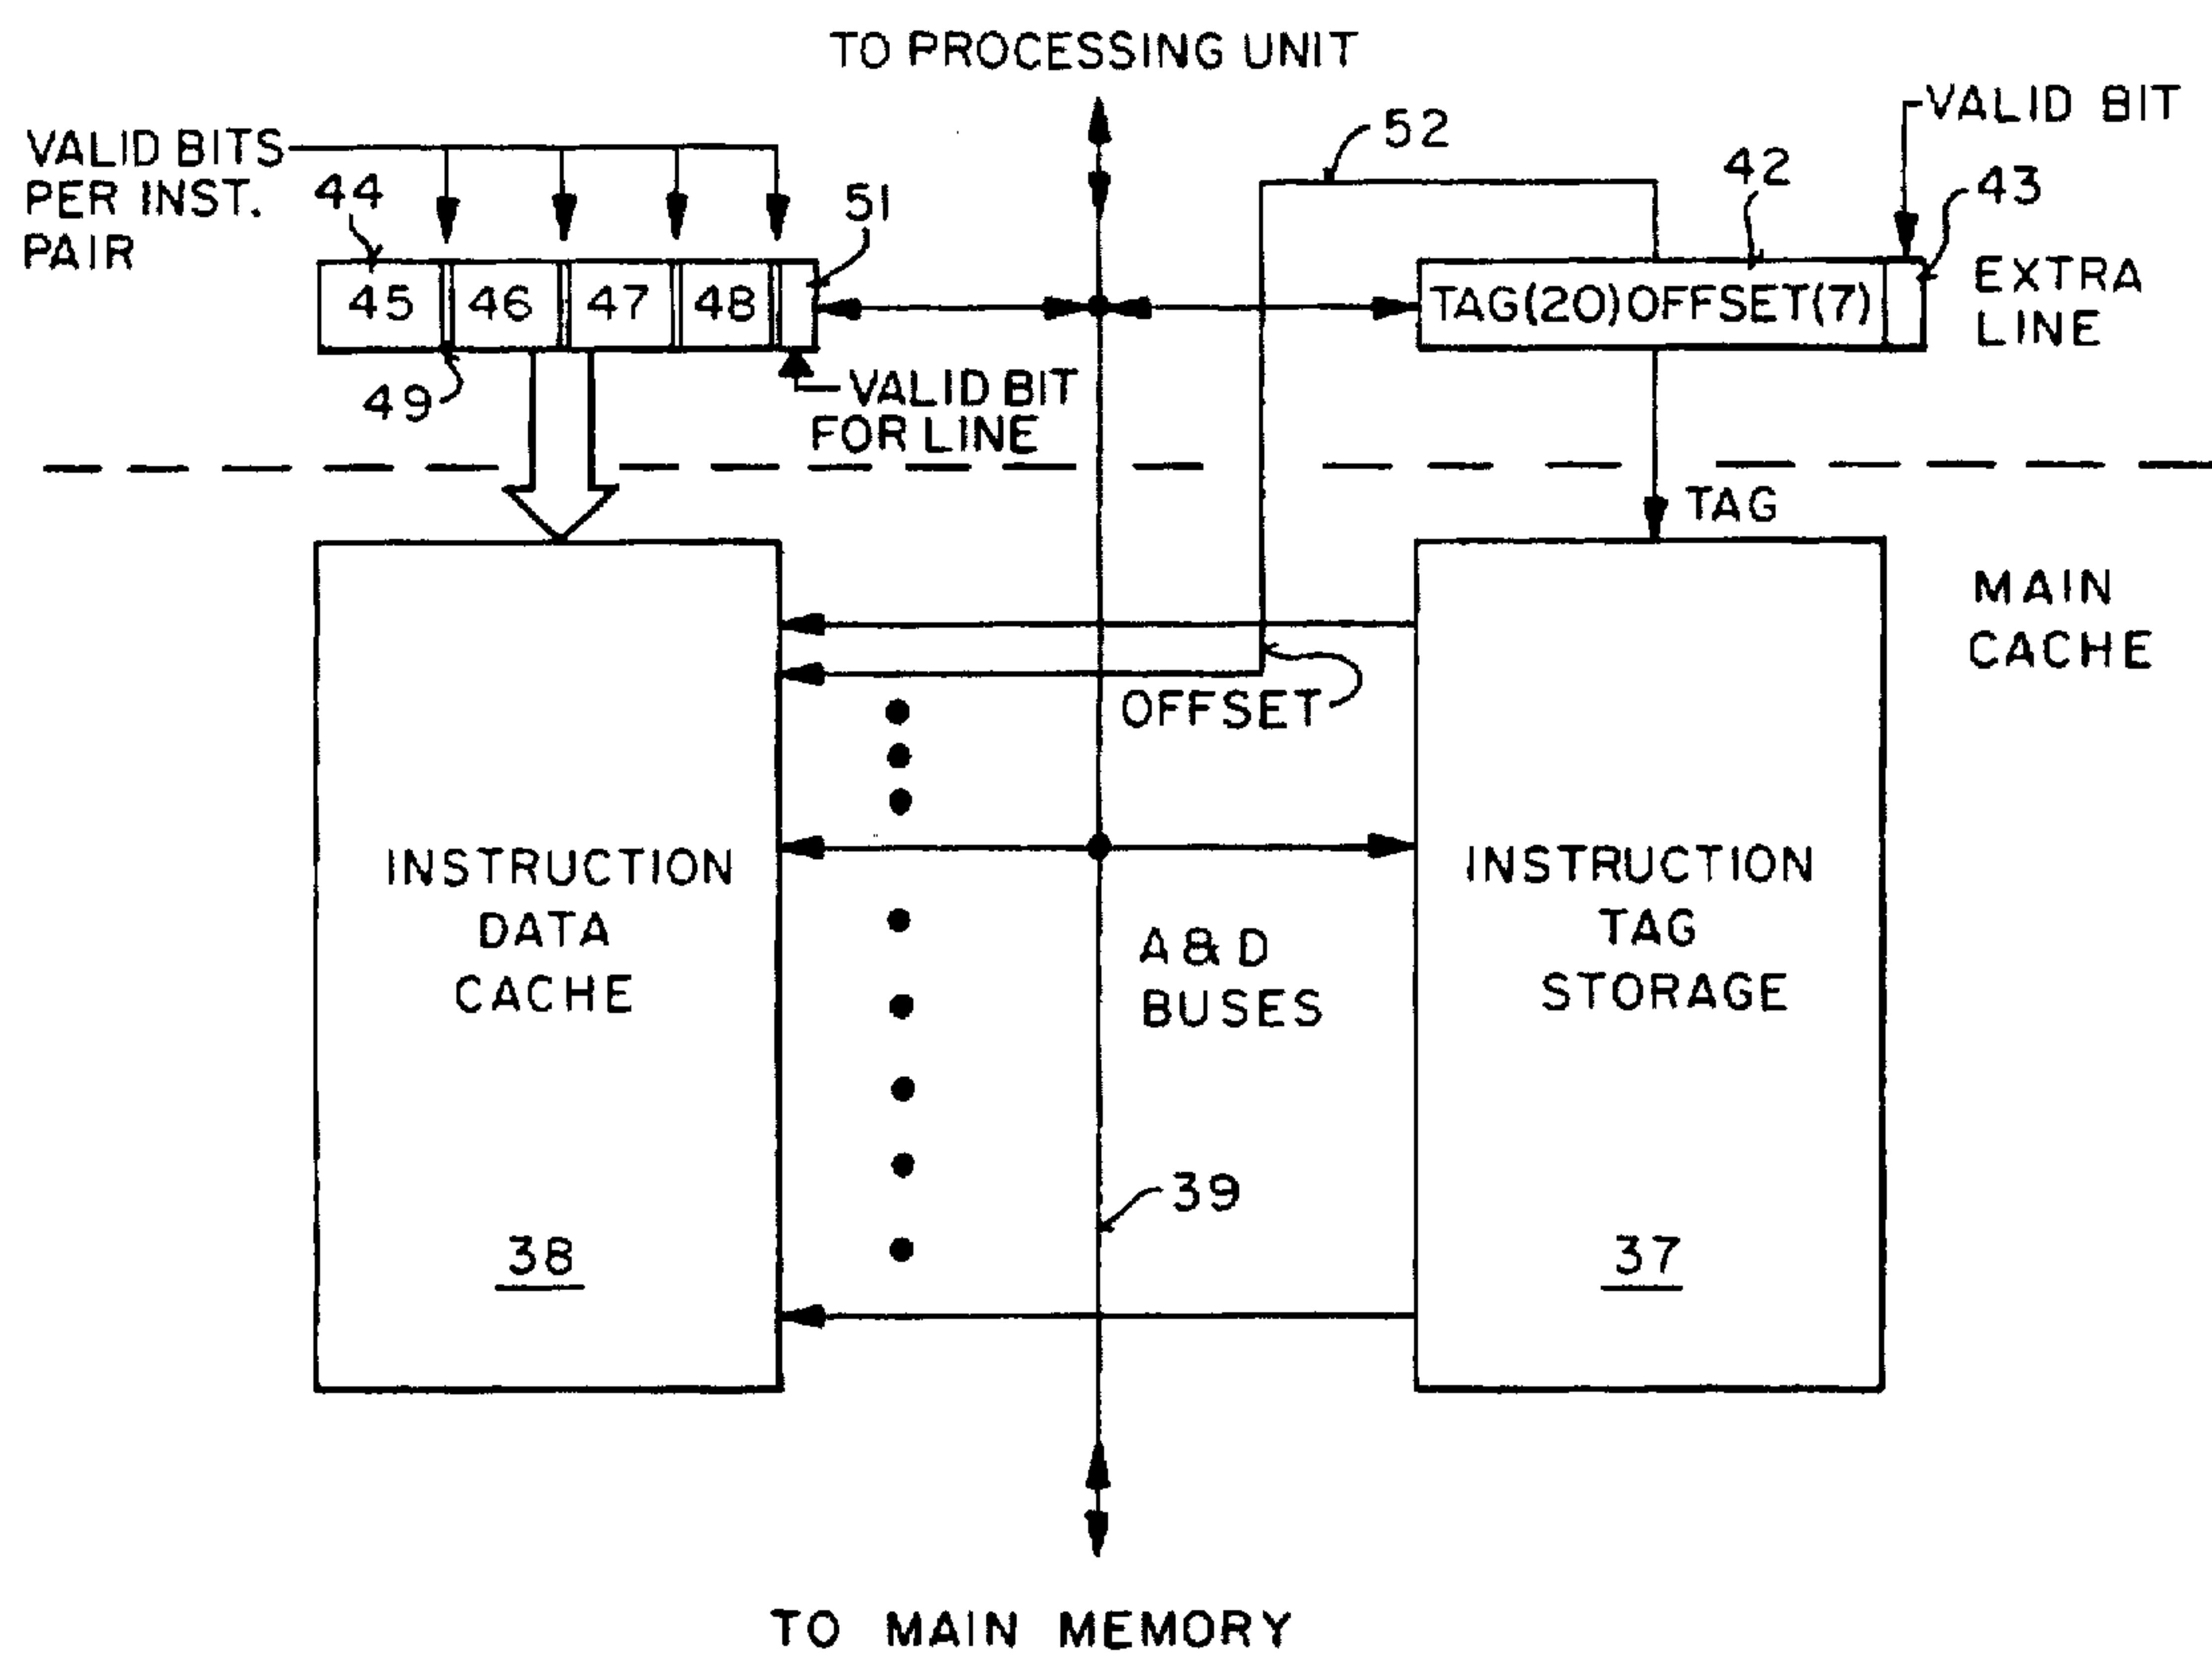 TO PROCESSING UNIT
VALID BITS
PER INST.
PAIR
44
51
52
42
VALID BIT
43
45 46 47 48
TAG(20)OFFSET(7)
EXTRA
LINE
49
VALID BIT
FOR LINE
TAG
MAIN
CACHE
OFFSET
INSTRUCTION
DATA
CACHE
38
A & D
BUSES
39
INSTRUCTION
TAG
STORAGE
37
TO MAIN MEMORY